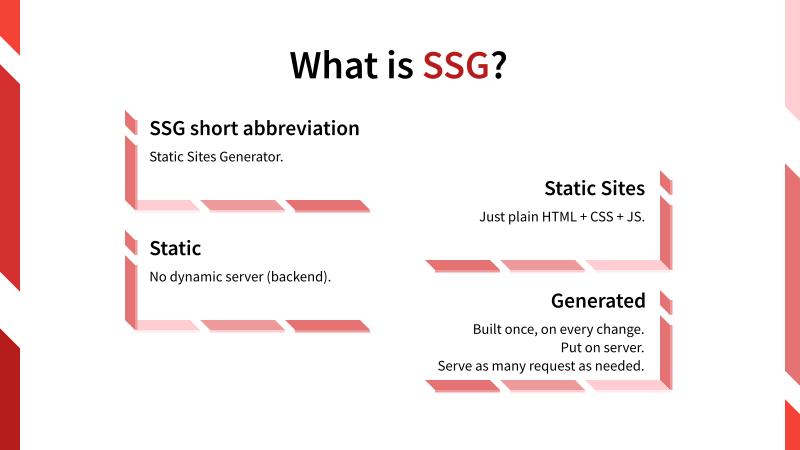 What is SSG?
SSG short abbreviation
Static Sites Generator.
Static Sites
Just plain HTML + CSS + JS.
Static
No dynamic server (backend).
Generated
Built once, on every change.
Put on server.
Serve as many request as needed.